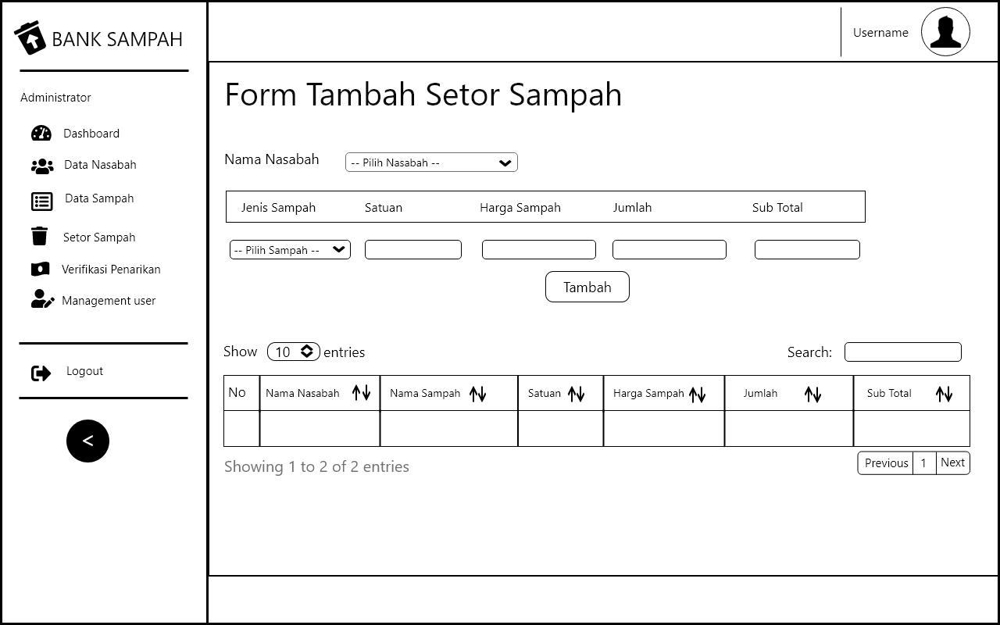 BANK SAMPAH
Username
Administrator
Dashboard
Data Nasabah
Data Sampah
Setor Sampah
Verifikasi Penarikan
Management user
Logout
<
Form Tambah Setor Sampah
Nama Nasabah -- Pilih Nasabah --
Jenis Sampah Satuan Harga Sampah Jumlah Sub Total
-- Pilih Sampah --
Tambah
Show 10 entries Search:
No Nama Nasabah Nama Sampah Satuan Harga Sampah Jumlah Sub Total
Showing 1 to 2 of 2 entries
Previous 1 Next